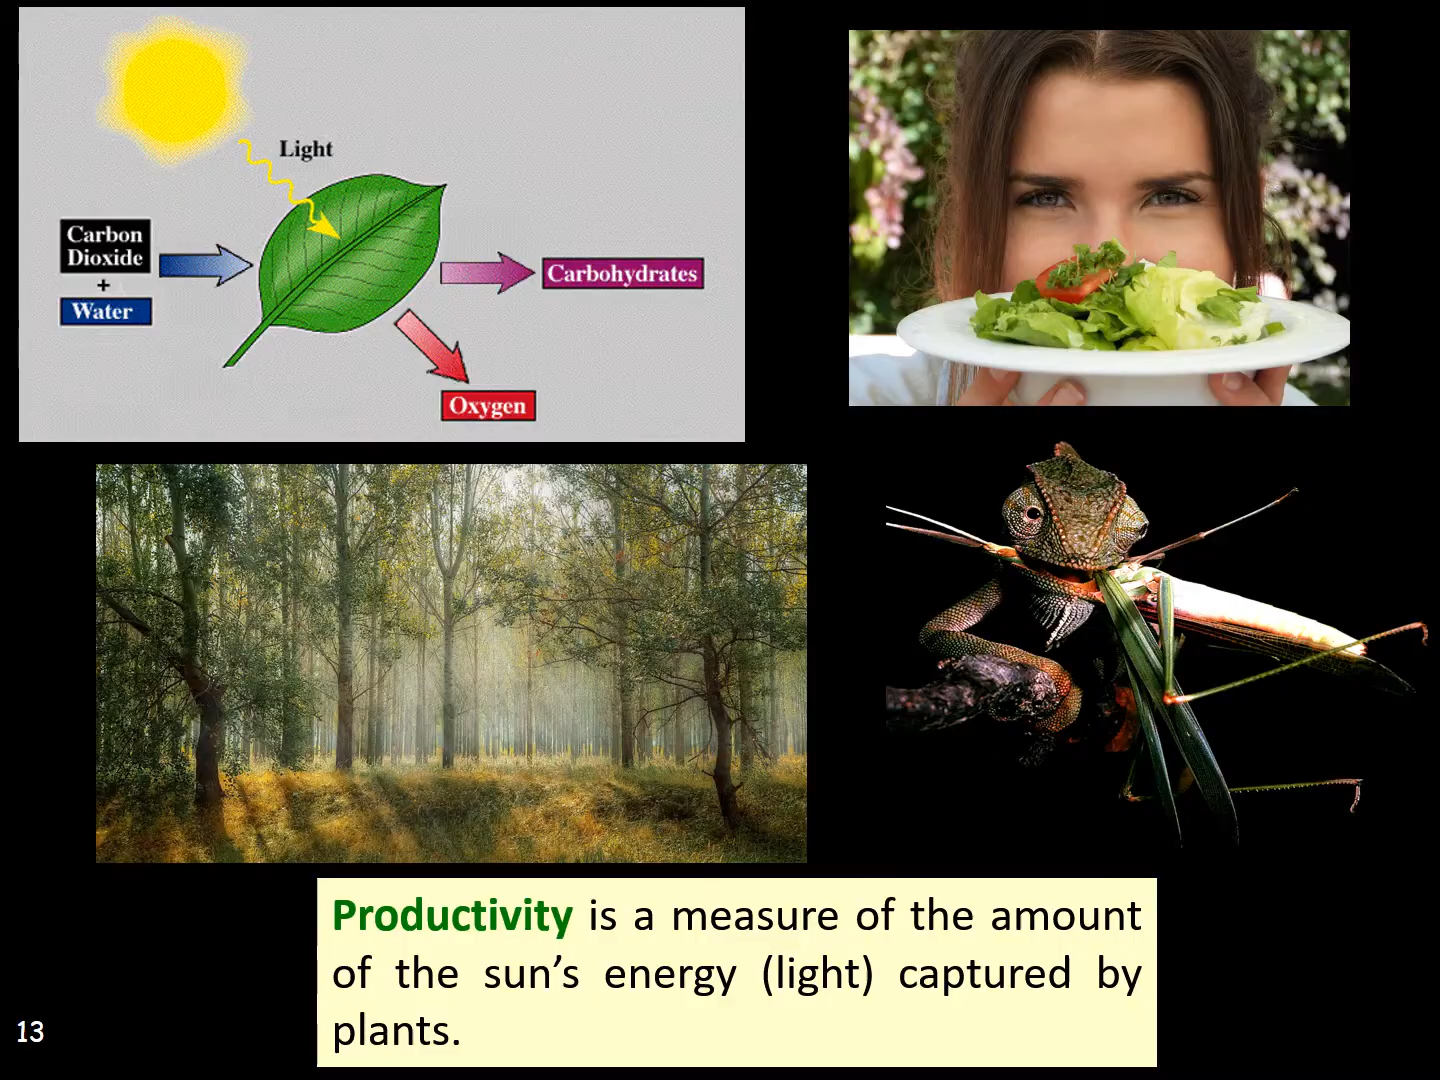 Light
Carbon
Dioxide
+
Water
Carbohydrates
Oxygen
Productivity is a measure of the amount
of the sun’s energy (light) captured by
plants.
13